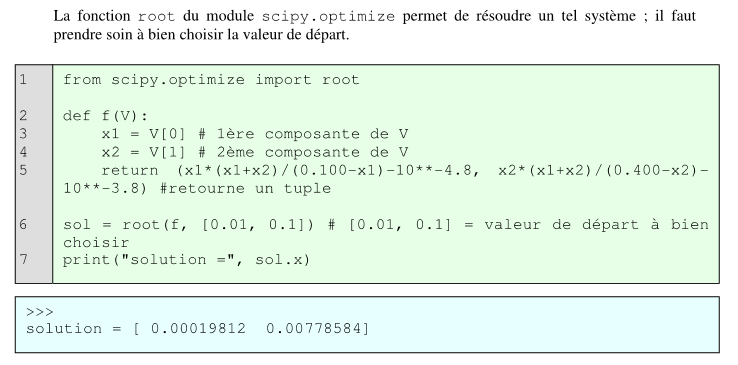 La fonction root du module scipy.optimize permet de résoudre un tel système ; il faut
prendre soin à bien choisir la valeur de départ.
1 from scipy.optimize import root
2 def f(V):
3 x1 = V[0] # 1ère composante de V
4 x2 = V[1] # 2ème composante de V
5 return (x1*(x1+x2)/(0.100-x1)-10**-4.8, x2*(x1+x2)/(0.400-x2)-
10**-3.8) #retourne un tuple
6 sol = root(f, [0.01, 0.1]) # [0.01, 0.1] = valeur de départ à bien
choisir
7 print("solution =", sol.x)
>>>
solution = [ 0.00019812 0.00778584]